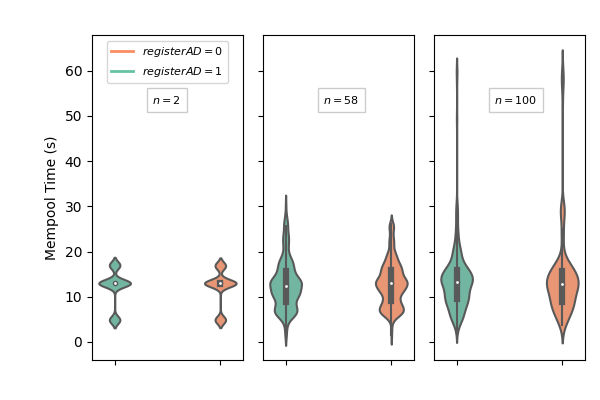 registerAD = 0
registerAD = 1
n = 2
n = 58
n = 100
Mempool Time (s)
60
50
40
30
20
10
0